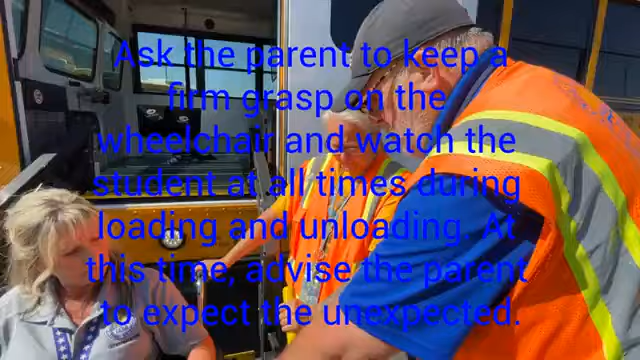 Ask the parent to keep a
firm grasp on the
wheelchair and watch the
student at all times during
loading and unloading. At
this time, advise the parent
to expect the unexpected.